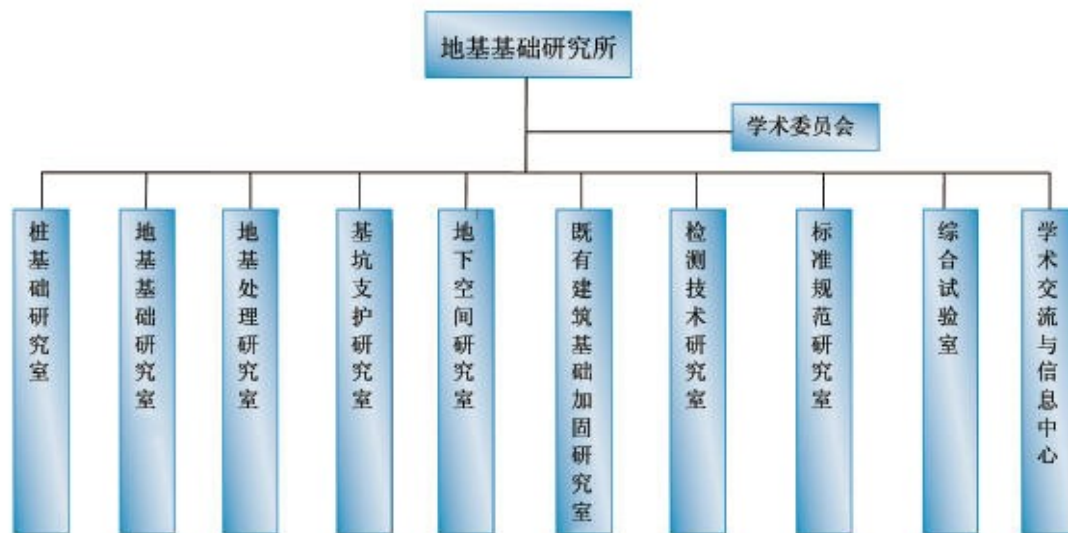 地基基础研究所
学术委员会
桩基础研究室
地基基础研究室
地基处理研究室
基坑支护研究室
地下空间研究室
既有建筑基础加固研究室
检测技术研究室
标准规范研究室
综合试验室
学术交流与信息中心